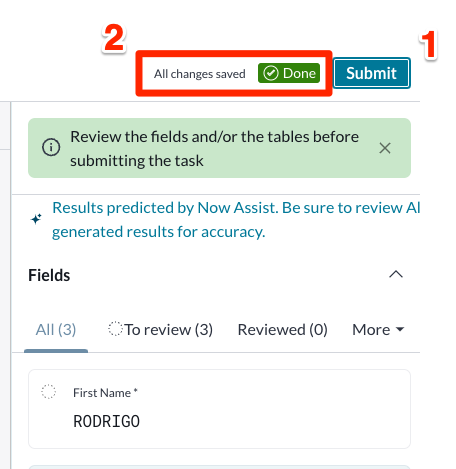 2
1
All changes saved
Done
Submit
Review the fields and/or the tables before
submitting the task
Results predicted by Now Assist. Be sure to review AI
generated results for accuracy.
Fields
All (3)
To review (3)
Reviewed (0)
More
First Name *
RODRIGO